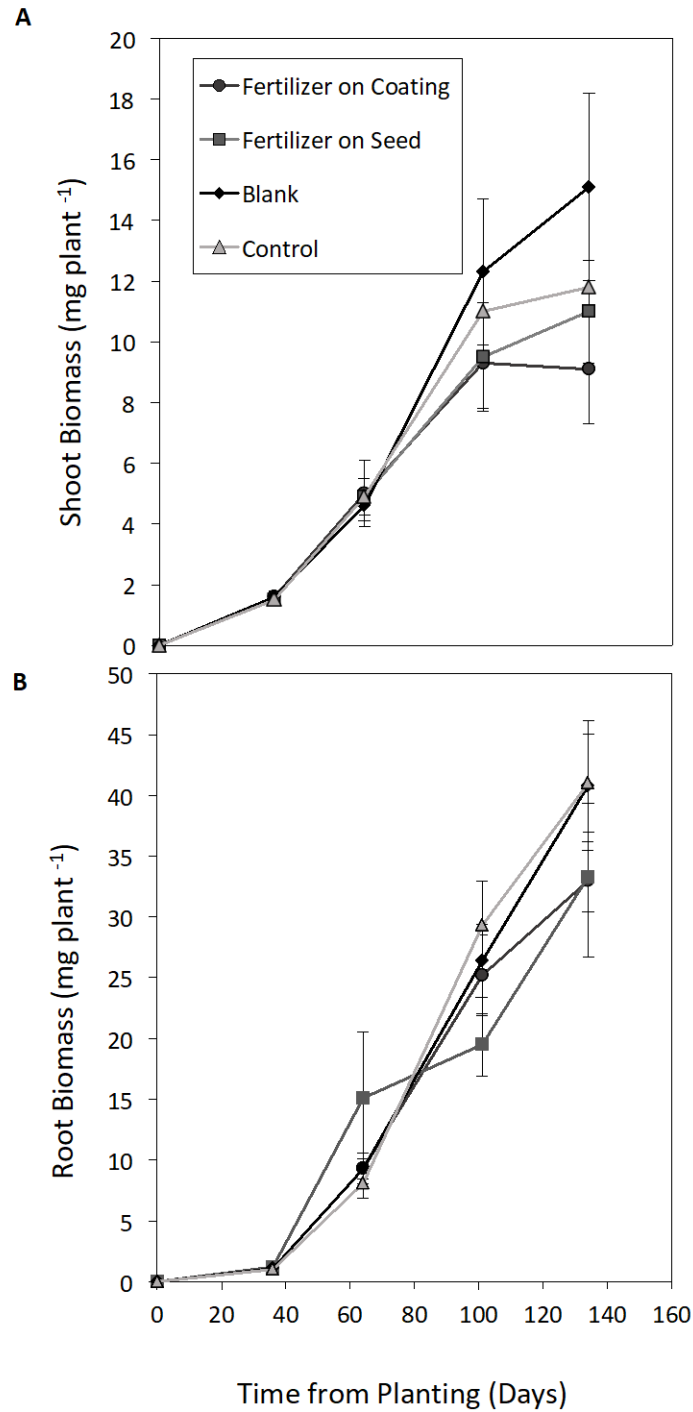 A
20
18
16
14
12
10
8
6
4
2
0
Shoot Biomass (mg plant -1)
Fertilizer on Coating
Fertilizer on Seed
Blank
Control
B
50
45
40
35
30
25
20
15
10
5
0
Root Biomass (mg plant -1)
0 20 40 60 80 100 120 140 160
Time from Planting (Days)